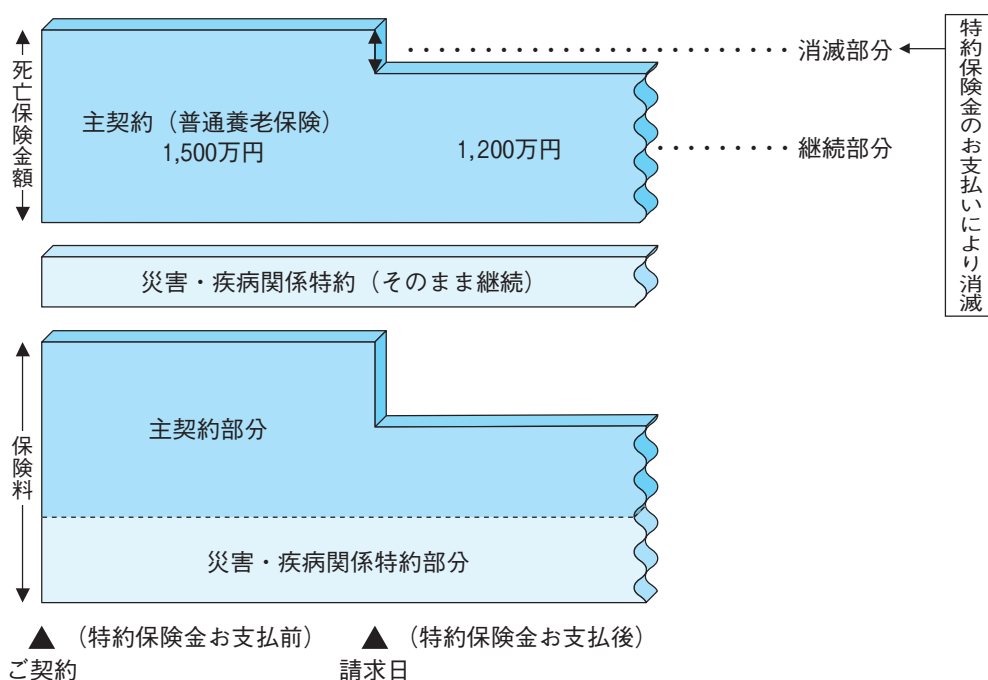 死亡保険金額
主契約（普通養老保険）
1,500万円
1,200万円
消滅部分
継続部分
特約保険金のお支払いにより消滅
災害・疾病関係特約（そのまま継続）
保険料
主契約部分
災害・疾病関係特約部分
（特約保険金お支払前）
ご契約
（特約保険金お支払後）
請求日